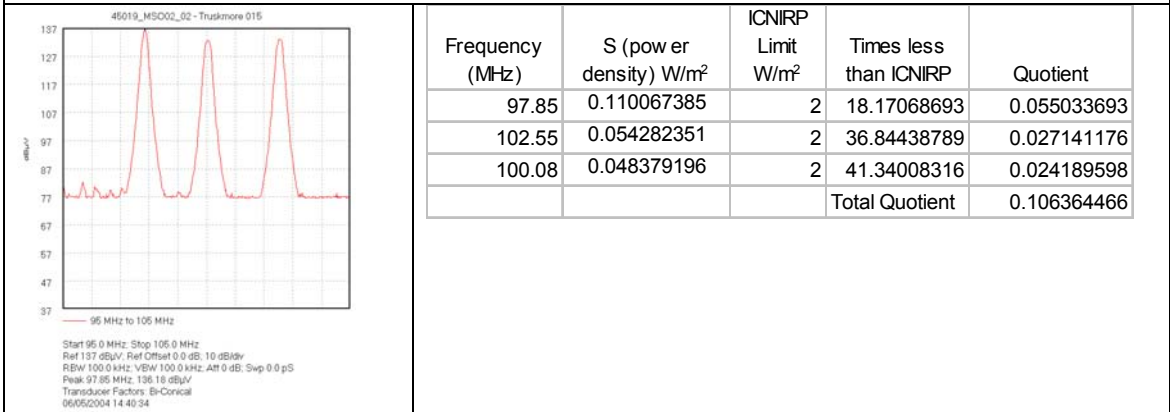 45019_MSO02_02 - Truskmore 015
137
127
117
107
97
87
77
67
57
47
37
dBµV
95 MHz to 105 MHz
Start 95.0 MHz; Stop 105.0 MHz
Ref 137 dBµV; Ref Offset 0.0 dB; 10 dB/div
RBW 100.0 kHz; VBW 100.0 kHz; Att 0 dB; Swp 0.0 pS
Peak 97.85 MHz, 136.18 dBµV
Transducer Factors: Bi-Conical
06/05/2004 14:40:34
Frequency (MHz) S (pow er density) W/m² ICNIRP Limit W/m² Times less than ICNIRP Quotient
97.85 0.110067385 2 18.17068693 0.055033693
102.55 0.054282351 2 36.84438789 0.027141176
100.08 0.048379196 2 41.34008316 0.024189598
Total Quotient 0.106364466